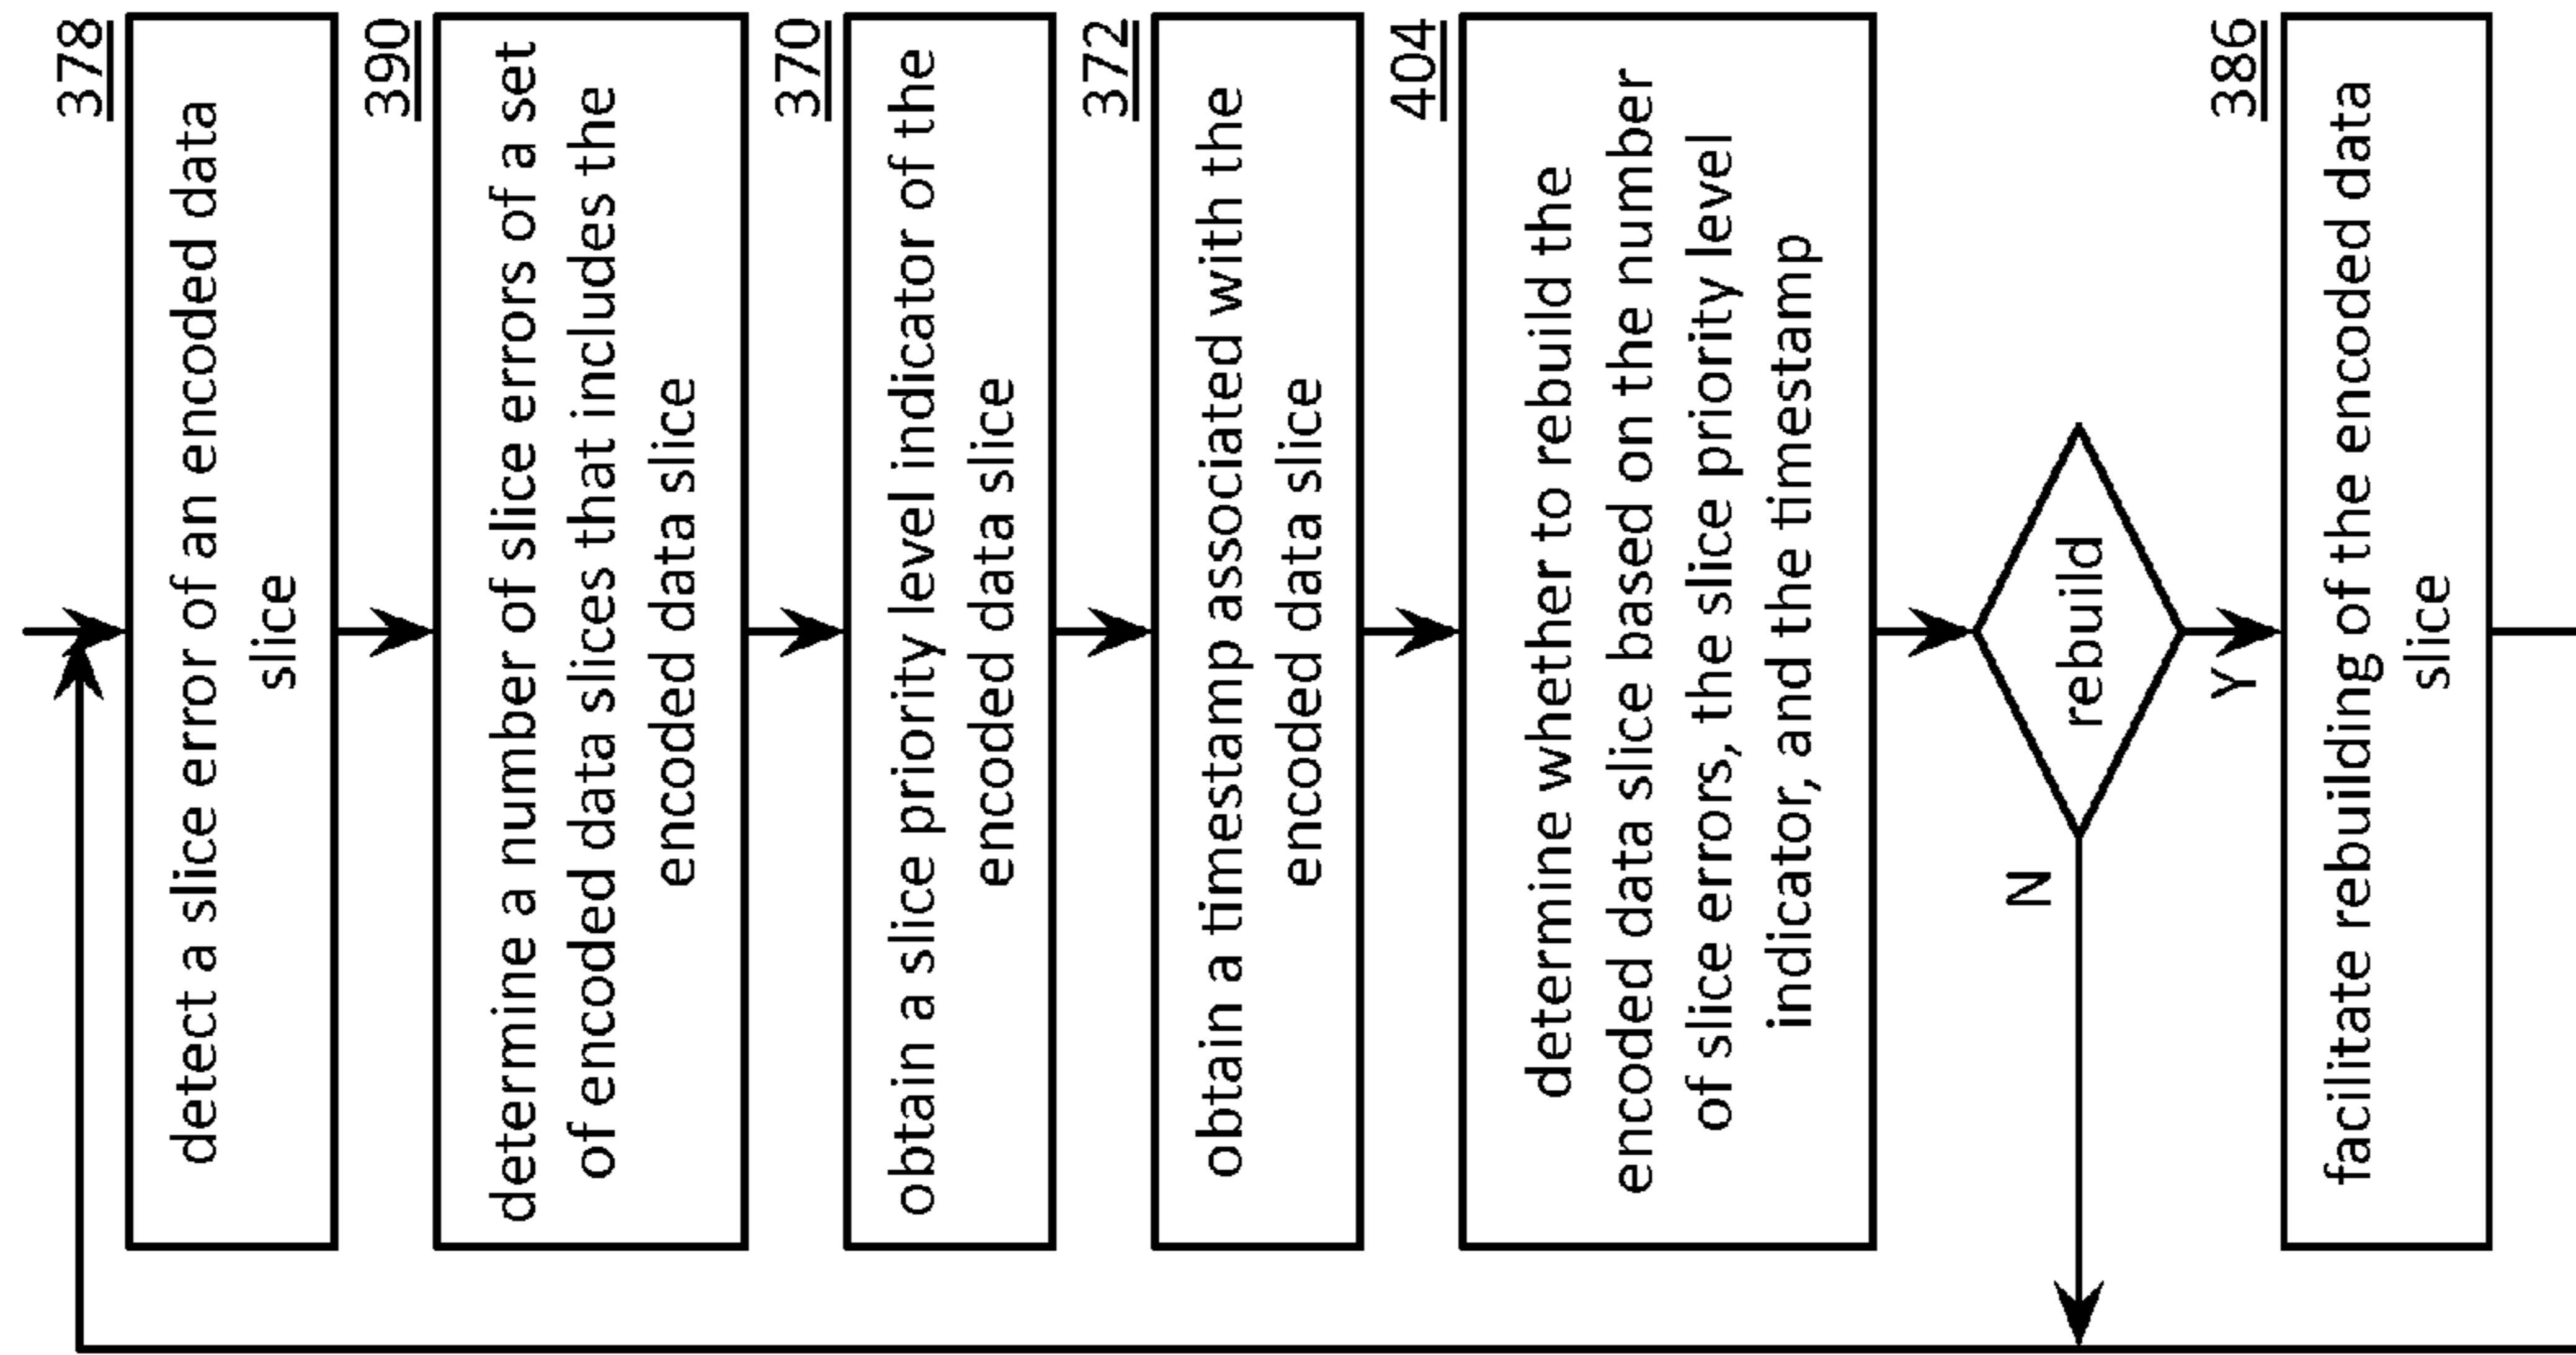 378
detect a slice error of an encoded data
slice
390
determine a number of slice errors of a set
of encoded data slices that includes the
encoded data slice
370
obtain a slice priority level indicator of the
encoded data slice
372
obtain a timestamp associated with the
encoded data slice
404
determine whether to rebuild the
encoded data slice based on the number
of slice errors, the slice priority level
indicator, and the timestamp
N
rebuild
Y
386
facilitate rebuilding of the encoded data
slice